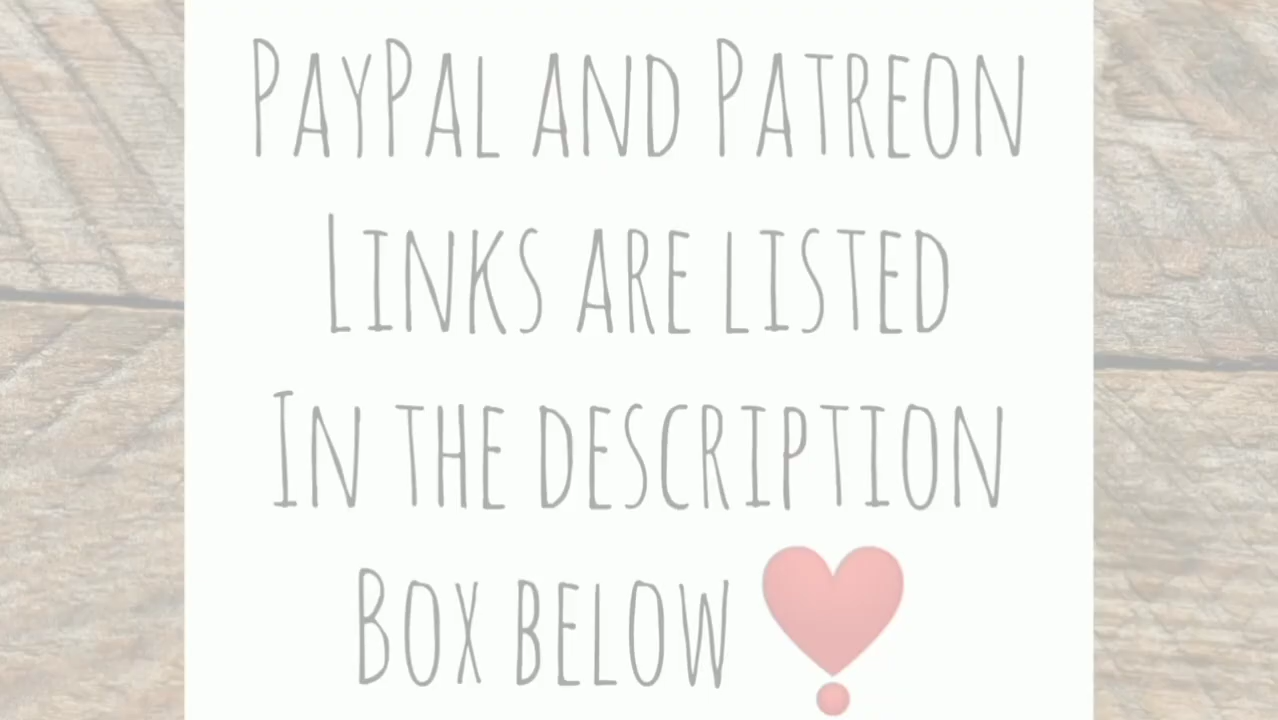 PayPal and Patreon
Links are listed
In the description
Box below ❣